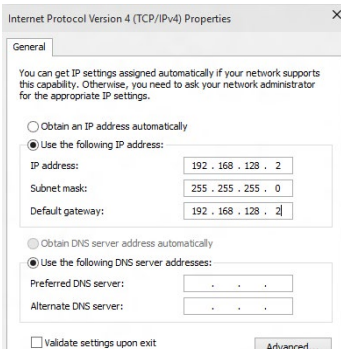 Internet Protocol Version 4 (TCP/IPv4) Properties
General
You can get IP settings assigned automatically if your network supports
this capability. Otherwise, you need to ask your network administrator
for the appropriate IP settings.
Obtain an IP address automatically
Use the following IP address:
IP address: 192 . 168 . 128 . 2
Subnet mask: 255 . 255 . 255 . 0
Default gateway: 192 . 168 . 128 . 2
Obtain DNS server address automatically
Use the following DNS server addresses:
Preferred DNS server: . . .
Alternate DNS server: . . .
Validate settings upon exit Advanced...